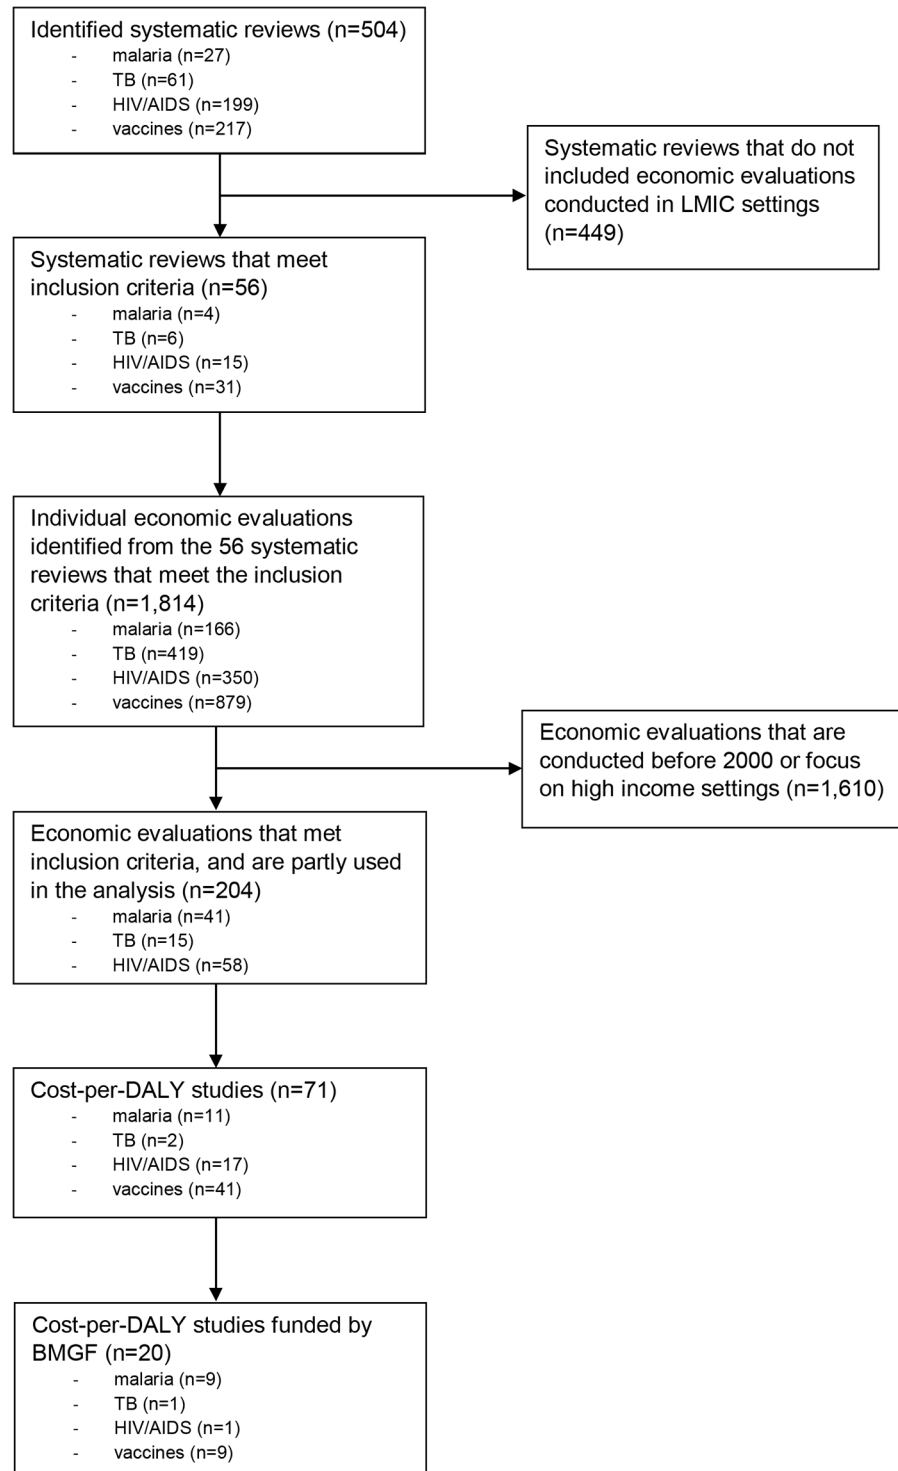 Identified systematic reviews (n=504)
- malaria (n=27)
- TB (n=61)
- HIV/AIDS (n=199)
- vaccines (n=217)
Systematic reviews that do not
included economic evaluations
conducted in LMIC settings
(n=449)
Systematic reviews that meet
inclusion criteria (n=56)
- malaria (n=4)
- TB (n=6)
- HIV/AIDS (n=15)
- vaccines (n=31)
Individual economic evaluations
identified from the 56 systematic
reviews that meet the inclusion
criteria (n=1,814)
- malaria (n=166)
- TB (n=419)
- HIV/AIDS (n=350)
- vaccines (n=879)
Economic evaluations that are
conducted before 2000 or focus
on high income settings (n=1,610)
Economic evaluations that met
inclusion criteria, and are partly used
in the analysis (n=204)
- malaria (n=41)
- TB (n=15)
- HIV/AIDS (n=58)
Cost-per-DALY studies (n=71)
- malaria (n=11)
- TB (n=2)
- HIV/AIDS (n=17)
- vaccines (n=41)
Cost-per-DALY studies funded by
BMGF (n=20)
- malaria (n=9)
- TB (n=1)
- HIV/AIDS (n=1)
- vaccines (n=9)